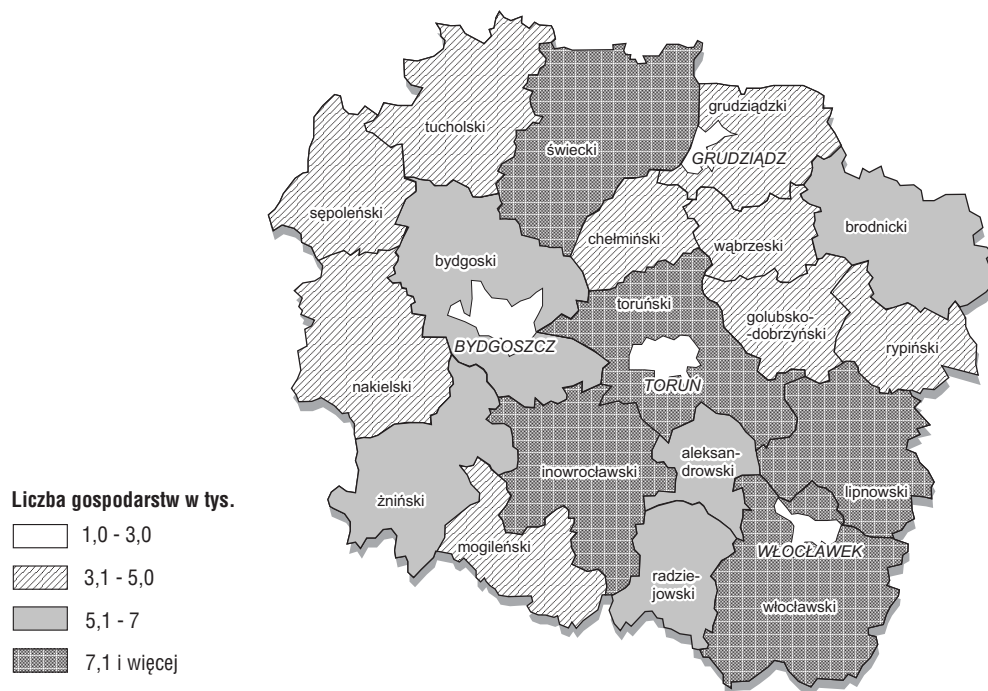 grudziądzki
tucholski
świecki
GRUDZIĄDZ
sępoleński
brodnicki
chełmiński
wąbrzeski
bydgoski
toruński
golubsko-
-dobrzyński
BYDGOSZCZ
rypiński
nakielski
TORUŃ
aleksan-
drowski
inowrocławski
lipnowski
żniński
mogileński
WŁOCŁAWEK
radzie-
jowski
włocławski
Liczba gospodarstw w tys.
1,0 - 3,0
3,1 - 5,0
5,1 - 7
7,1 i więcej